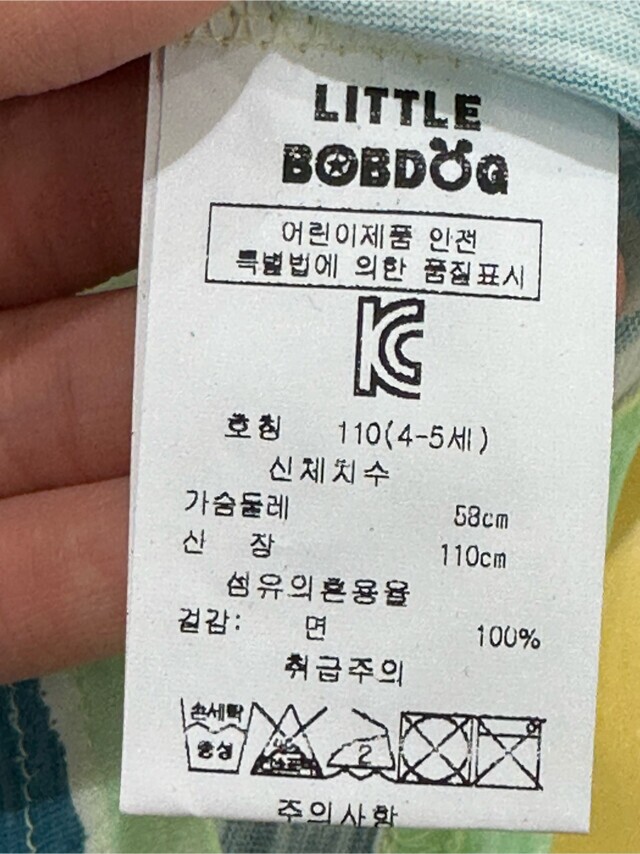 LITTLE
BOBDOG
어린이제품 안전
특별법에 의한 품질표시
KC
호칭 110(4-5세)
신체치수
가슴둘레 58cm
신 장 110cm
섬유의혼용율
겉감: 면 100%
취급주의
손세탁
중성
2
주의사항